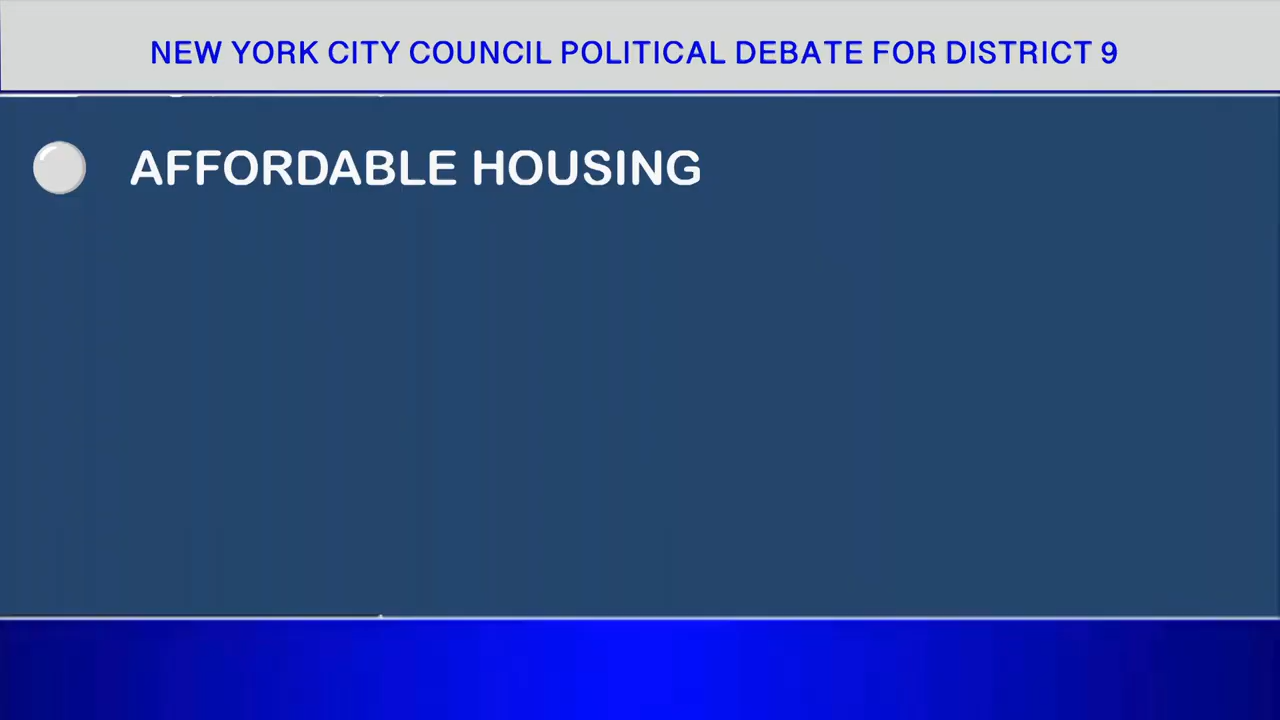 NEW YORK CITY COUNCIL POLITICAL DEBATE FOR DISTRICT 9
AFFORDABLE HOUSING